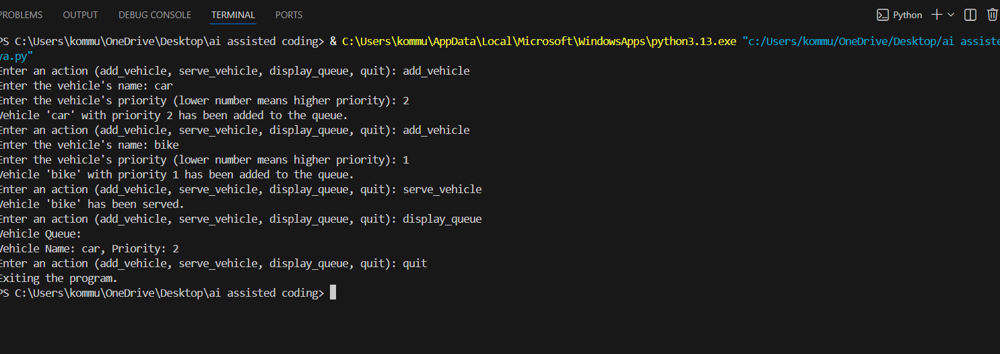 PROBLEMS OUTPUT DEBUG CONSOLE TERMINAL PORTS Python
PS C:\Users\kommu\OneDrive\Desktop\ai assisted coding> & C:\Users\kommu\AppData\Local\Microsoft\WindowsApps\python3.13.exe "c:/Users/kommu/OneDrive/Desktop/ai assiste
ya.py"
Enter an action (add_vehicle, serve_vehicle, display_queue, quit): add_vehicle
Enter the vehicle's name: car
Enter the vehicle's priority (lower number means higher priority): 2
Vehicle 'car' with priority 2 has been added to the queue.
Enter an action (add_vehicle, serve_vehicle, display_queue, quit): add_vehicle
Enter the vehicle's name: bike
Enter the vehicle's priority (lower number means higher priority): 1
Vehicle 'bike' with priority 1 has been added to the queue.
Enter an action (add_vehicle, serve_vehicle, display_queue, quit): serve_vehicle
Vehicle 'bike' has been served.
Enter an action (add_vehicle, serve_vehicle, display_queue, quit): display_queue
Vehicle Queue:
Vehicle Name: car, Priority: 2
Enter an action (add_vehicle, serve_vehicle, display_queue, quit): quit
Exiting the program.
PS C:\Users\kommu\OneDrive\Desktop\ai assisted coding>